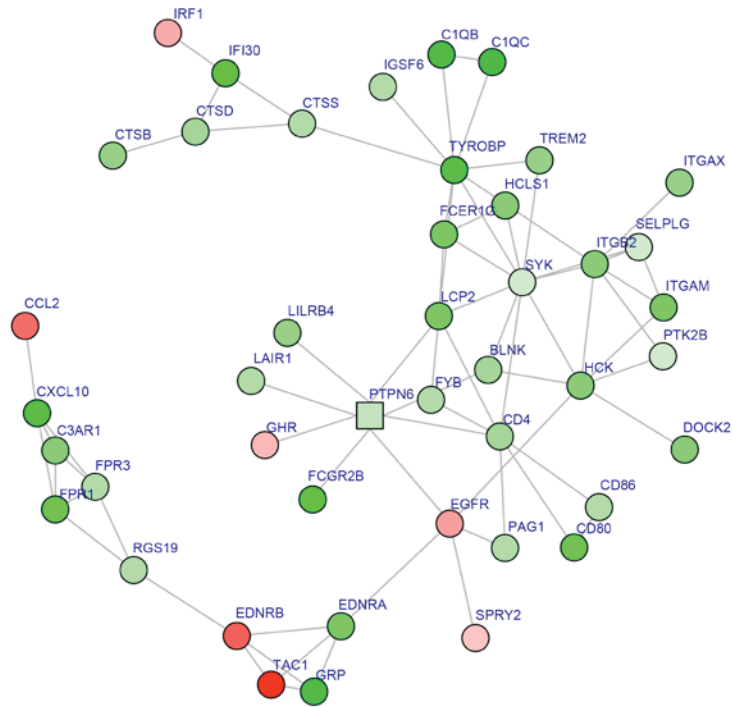 IRF1
C1QB
C1QC
IFI30
IGSF6
CTSD
CTSS
CTSB
TYROBP
TREM2
HCLS1
ITGAX
FCER1G
SELPLG
ITGB2
SYK
ITGAM
LCP2
CCL2
LILRB4
PTK2B
BLNK
LAIR1
FYB
HCK
PTPN6
CXCL10
C3AR1
GHR
CD4
DOCK2
FPR3
FPR1
FCGR2B
CD86
EGFR
PAG1
CD80
RGS19
EDNRB
EDNRA
SPRY2
TAC1
GRP